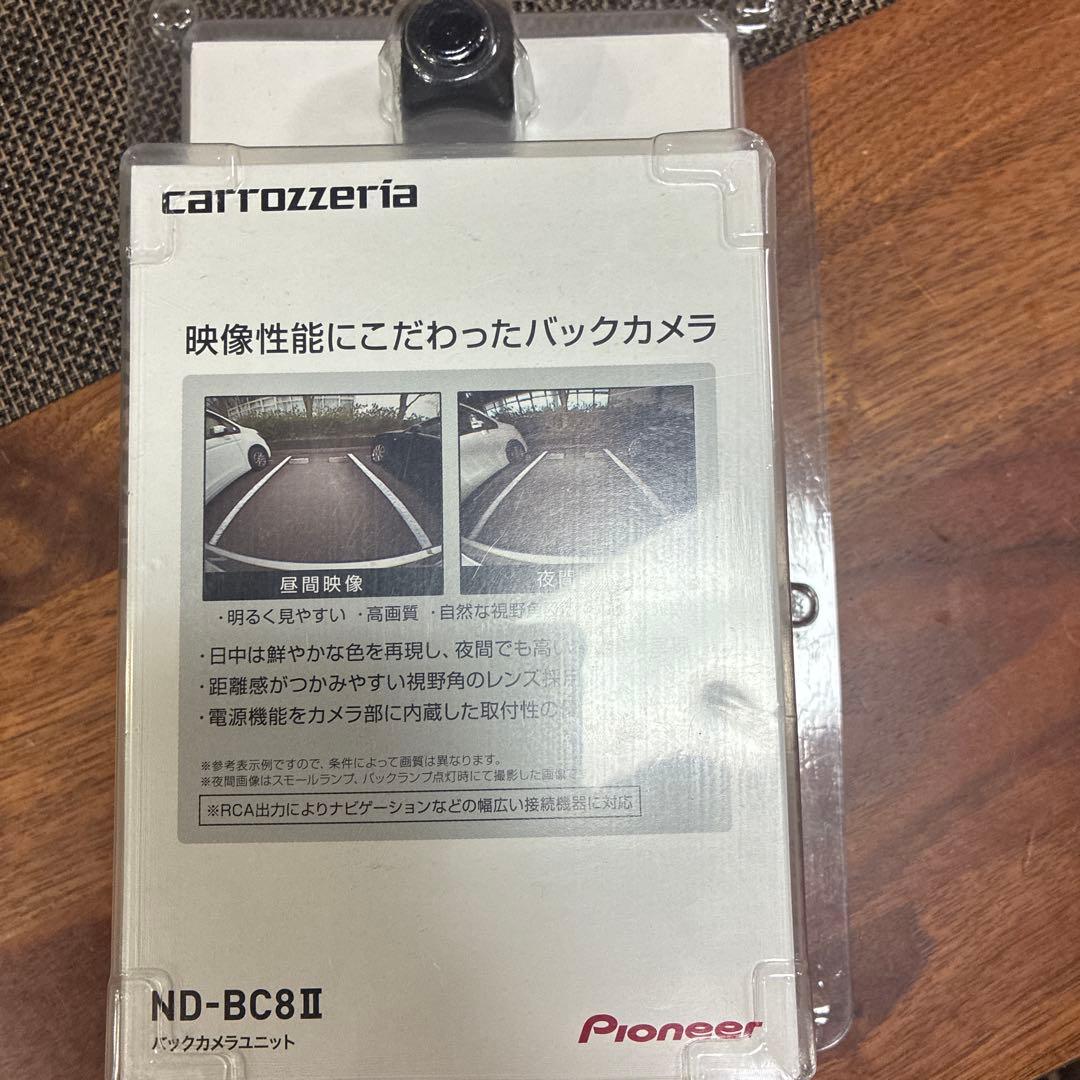 carrozzeria
映像性能にこだわったバックカメラ
昼間映像
夜間
・明るく見やすい ・高画質 ・自然な視野角
・日中は鮮やかな色を再現し、夜間でも高い
・距離感がつかみやすい視野角のレンズ採用
・電源機能をカメラ部に内蔵した取付性の
※参考表示例ですので、条件によって画質は異なります。
※夜間画像はスモールランプ、バックランプ点灯時にて撮影した画像で
※RCA出力によりナビゲーションなどの幅広い接続機器に対応
ND-BC8Ⅱ
バックカメラユニット
Pioneer